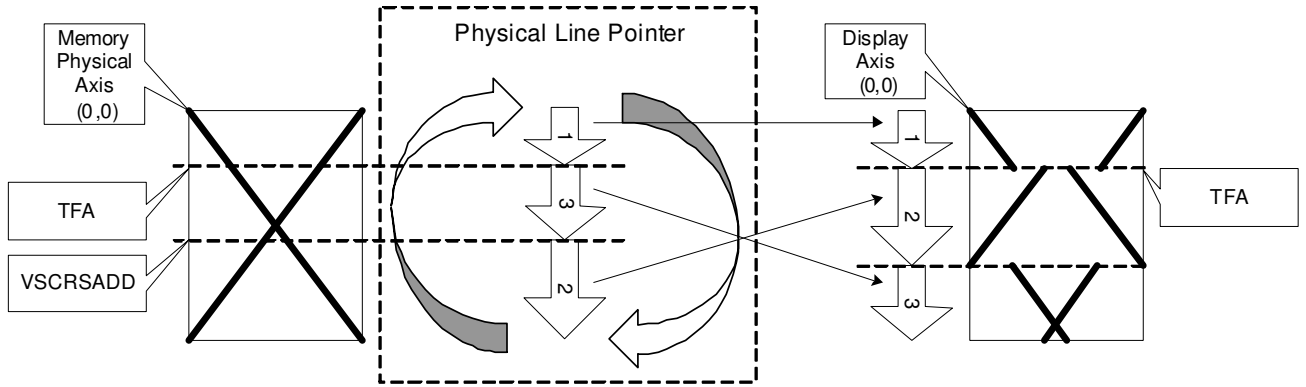 Physical Line Pointer
Memory
Physical
Axis
(0,0)
TFA
VSCRSADD
1
3
2
Display
Axis
(0,0)
1
2
3
TFA